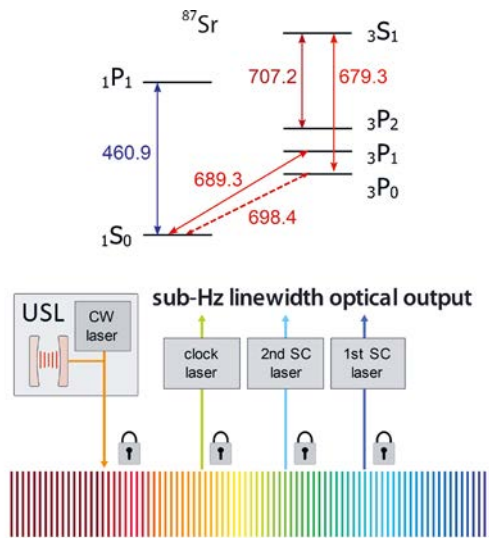 ⁸⁷Sr
₃S₁
₁P₁
707.2
679.3
₃P₂
460.9
₃P₁
689.3
₃P₀
698.4
₁S₀
sub-Hz linewidth optical output
USL
CW
laser
clock
laser
2nd SC
laser
1st SC
laser